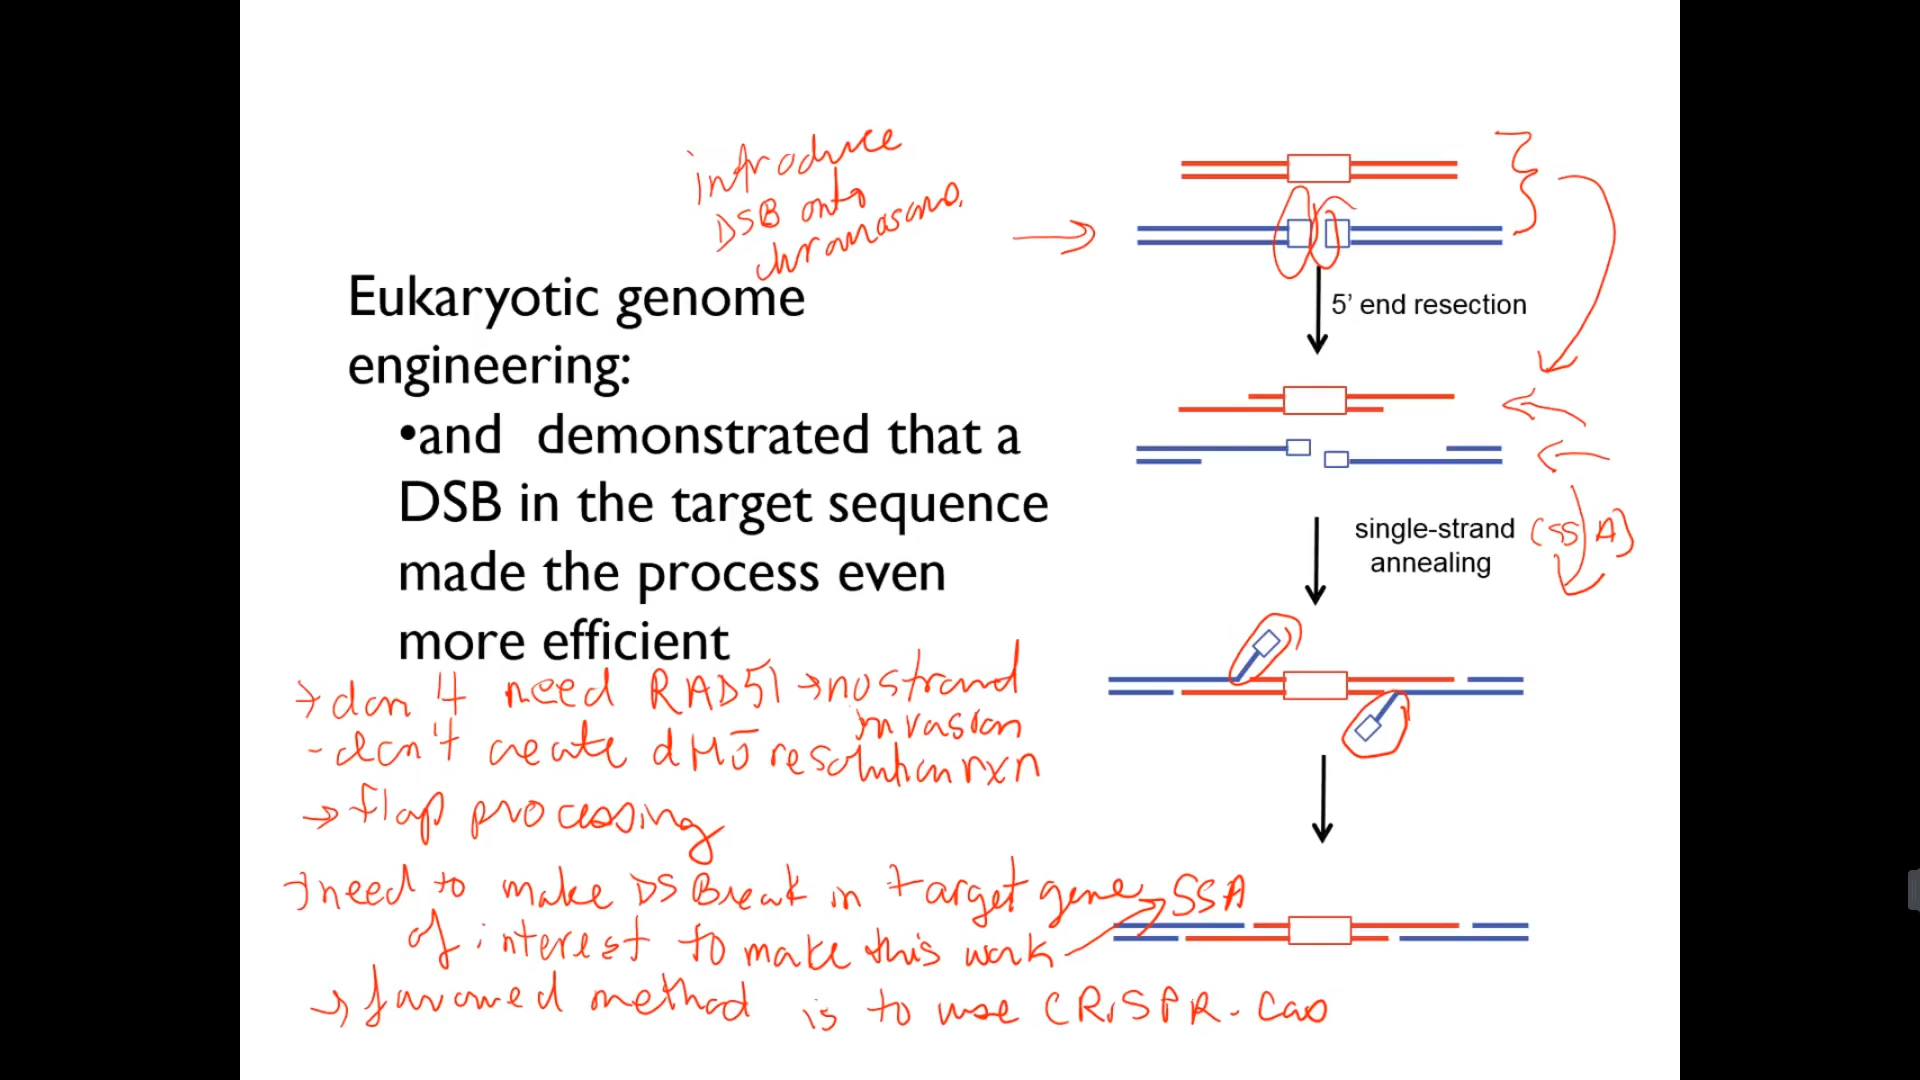 introduce
DSB onto
chromosome.
Eukaryotic genome
engineering:
•and demonstrated that a
DSB in the target sequence
made the process even
more efficient
5' end resection
single-strand (SSA)
annealing
→ don't need RAD51 → no strand
invasion
- don't create dHJ resolution rxn
→ flap processing
→ need to make DS Break in target gene → SSA
of interest to make this work
→ favoured method is to use CRISPR-Cas